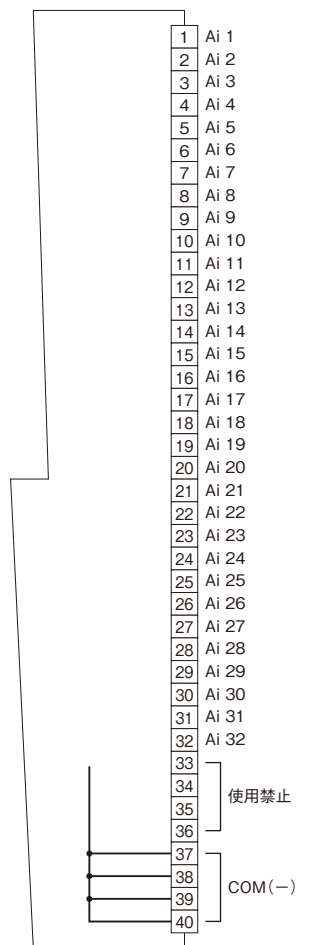 1 Ai 1
2 Ai 2
3 Ai 3
4 Ai 4
5 Ai 5
6 Ai 6
7 Ai 7
8 Ai 8
9 Ai 9
10 Ai 10
11 Ai 11
12 Ai 12
13 Ai 13
14 Ai 14
15 Ai 15
16 Ai 16
17 Ai 17
18 Ai 18
19 Ai 19
20 Ai 20
21 Ai 21
22 Ai 22
23 Ai 23
24 Ai 24
25 Ai 25
26 Ai 26
27 Ai 27
28 Ai 28
29 Ai 29
30 Ai 30
31 Ai 31
32 Ai 32
33
34
使用禁止
35
36
37
38
COM(−)
39
40